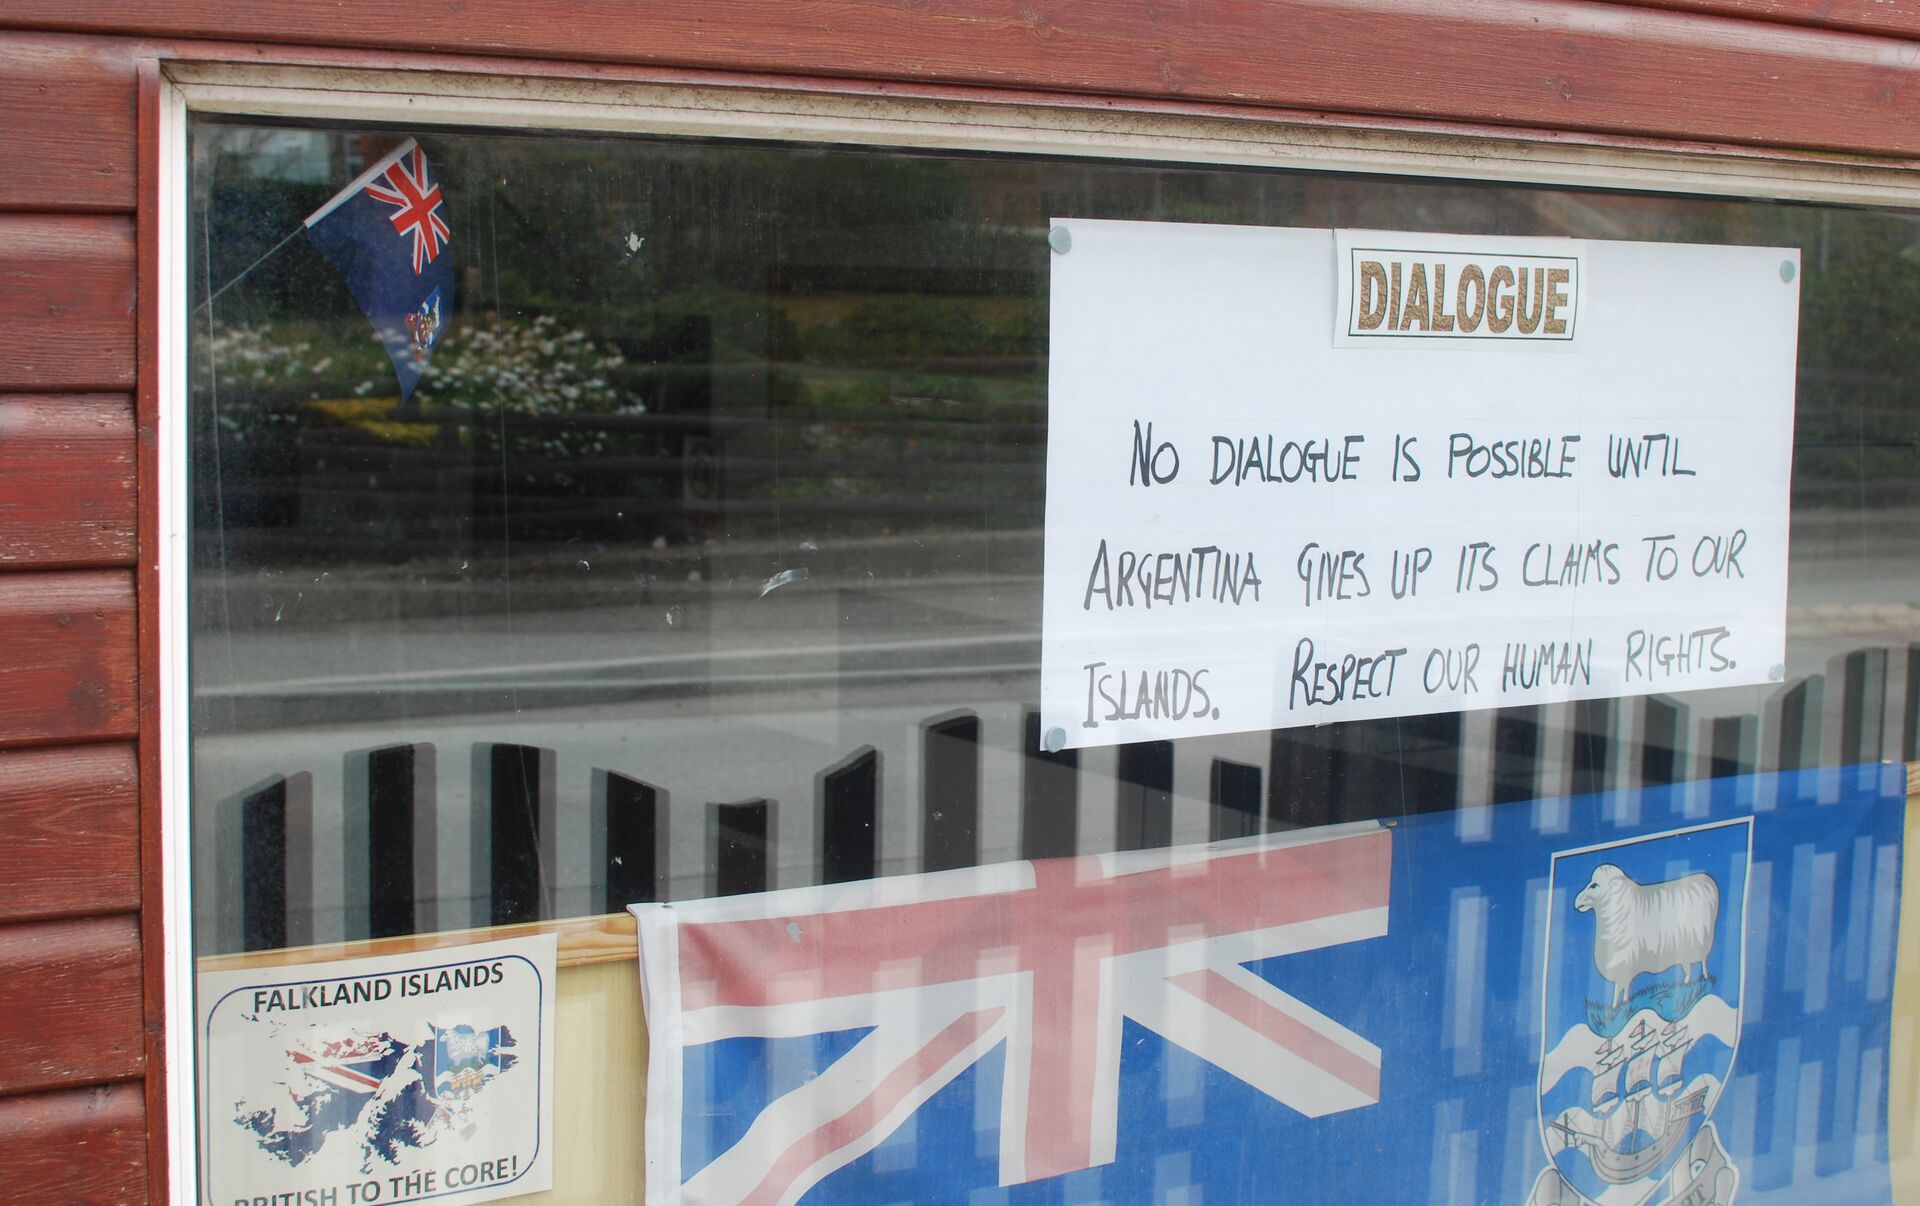 DIALOGUE
NO DIALOGUE IS POSSIBLE UNTIL
ARGENTINA GIVES UP ITS CLAIMS TO OUR
ISLANDS. RESPECT OUR HUMAN RIGHTS.
FALKLAND ISLANDS
BRITISH TO THE CORE!